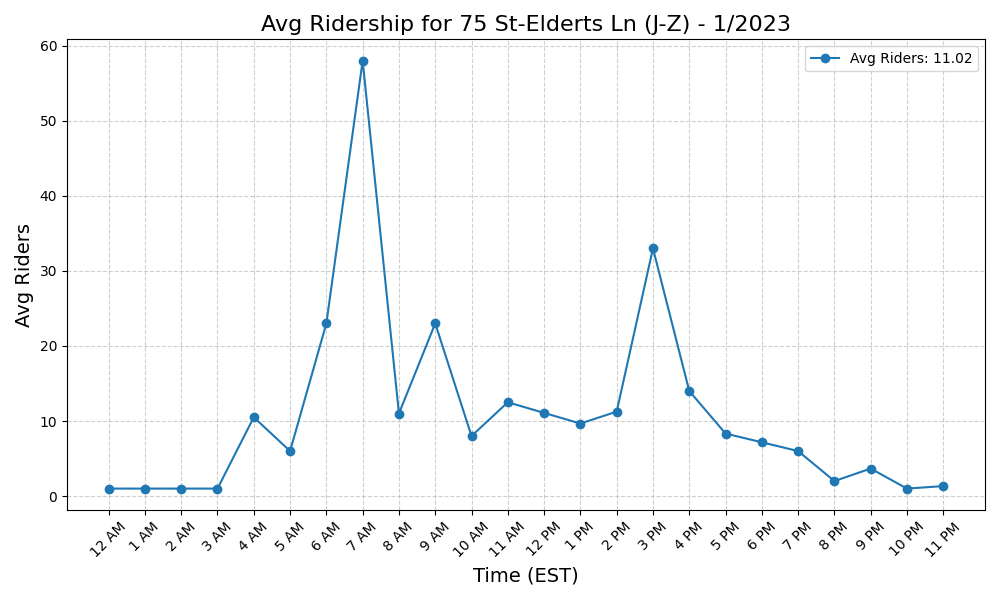 Avg Ridership for 75 St-Elderts Ln (J-Z) - 1/2023
Avg Riders: 11.02
Avg Riders
60
50
40
30
20
10
0
12 AM
1 AM
2 AM
3 AM
4 AM
5 AM
6 AM
7 AM
8 AM
9 AM
10 AM
11 AM
12 PM
1 PM
2 PM
3 PM
4 PM
5 PM
6 PM
7 PM
8 PM
9 PM
10 PM
11 PM
Time (EST)